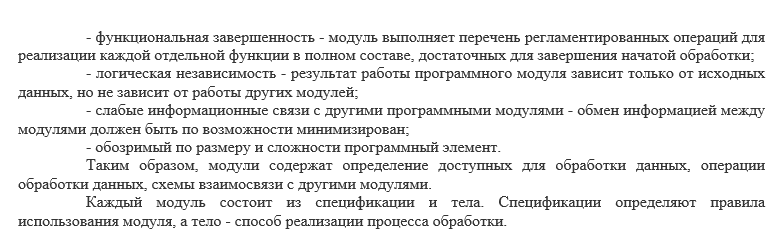 - функциональная завершенность - модуль выполняет перечень регламентированных операций для
реализации каждой отдельной функции в полном составе, достаточных для завершения начатой обработки;
- логическая независимость - результат работы программного модуля зависит только от исходных
данных, но не зависит от работы других модулей;
- слабые информационные связи с другими программными модулями - обмен информацией между
модулями должен быть по возможности минимизирован;
- обозримый по размеру и сложности программный элемент.
Таким образом, модули содержат определение доступных для обработки данных, операции
обработки данных, схемы взаимосвязи с другими модулями.
Каждый модуль состоит из спецификации и тела. Спецификации определяют правила
использования модуля, а тело - способ реализации процесса обработки.